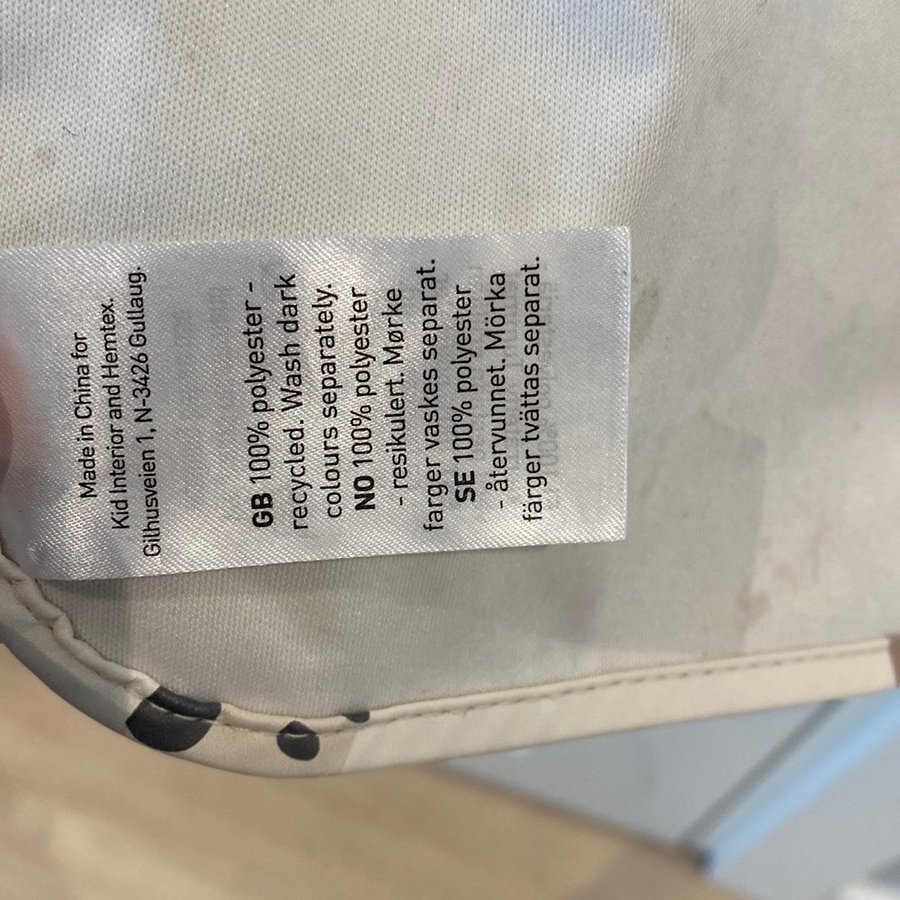 Made in China for
Kid Interior and Hemtex.
Gilhusveien 1, N-3426 Gullaug.
GB 100% polyester -
recycled. Wash dark
colours separately.
NO 100% polyester
- resikulert. Mørke
farger vaskes separat.
SE 100% polyester
- återvunnet. Mörka
färger tvättas separat.